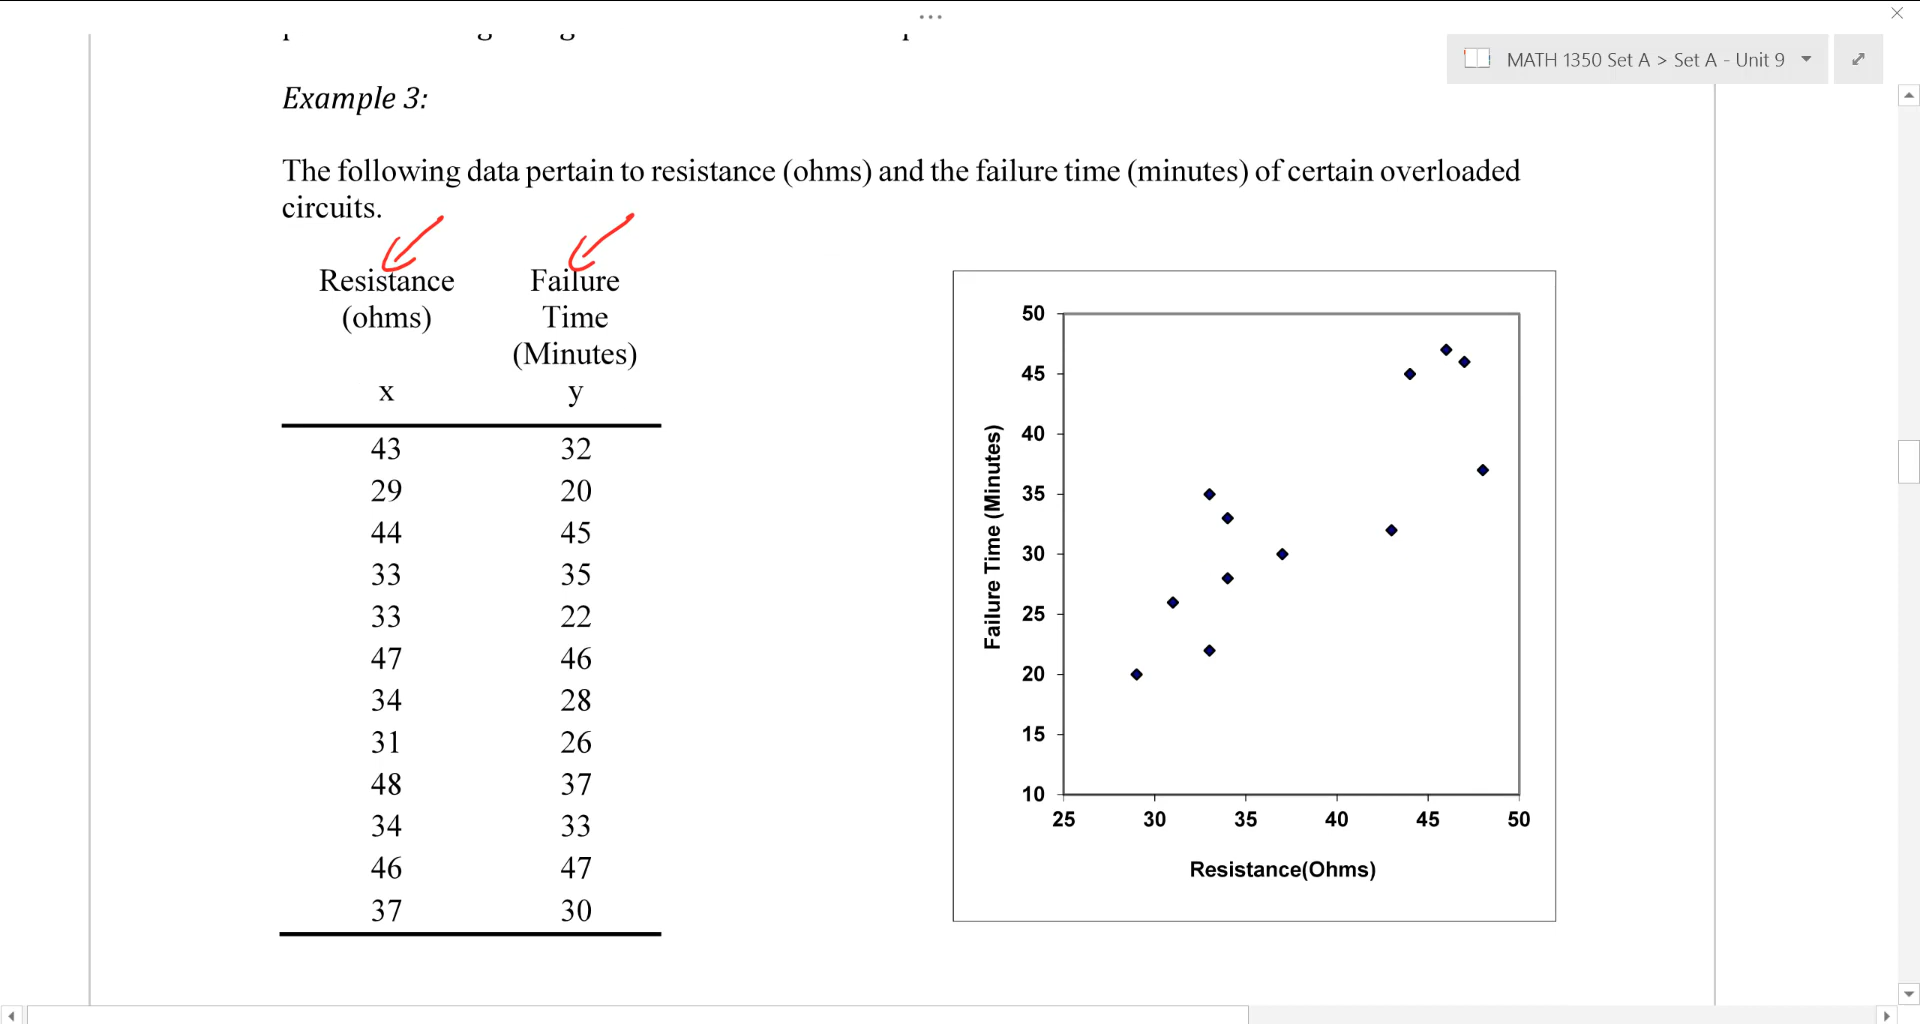 MATH 1350 Set A > Set A - Unit 9
Example 3:
The following data pertain to resistance (ohms) and the failure time (minutes) of certain overloaded
circuits.
Resistance Failure
(ohms) Time
(Minutes)
x y
43 32
29 20
44 45
33 35
33 22
47 46
34 28
31 26
48 37
34 33
46 47
37 30
50
45
40
35
30
25
20
15
10
Failure Time (Minutes)
25 30 35 40 45 50
Resistance(Ohms)